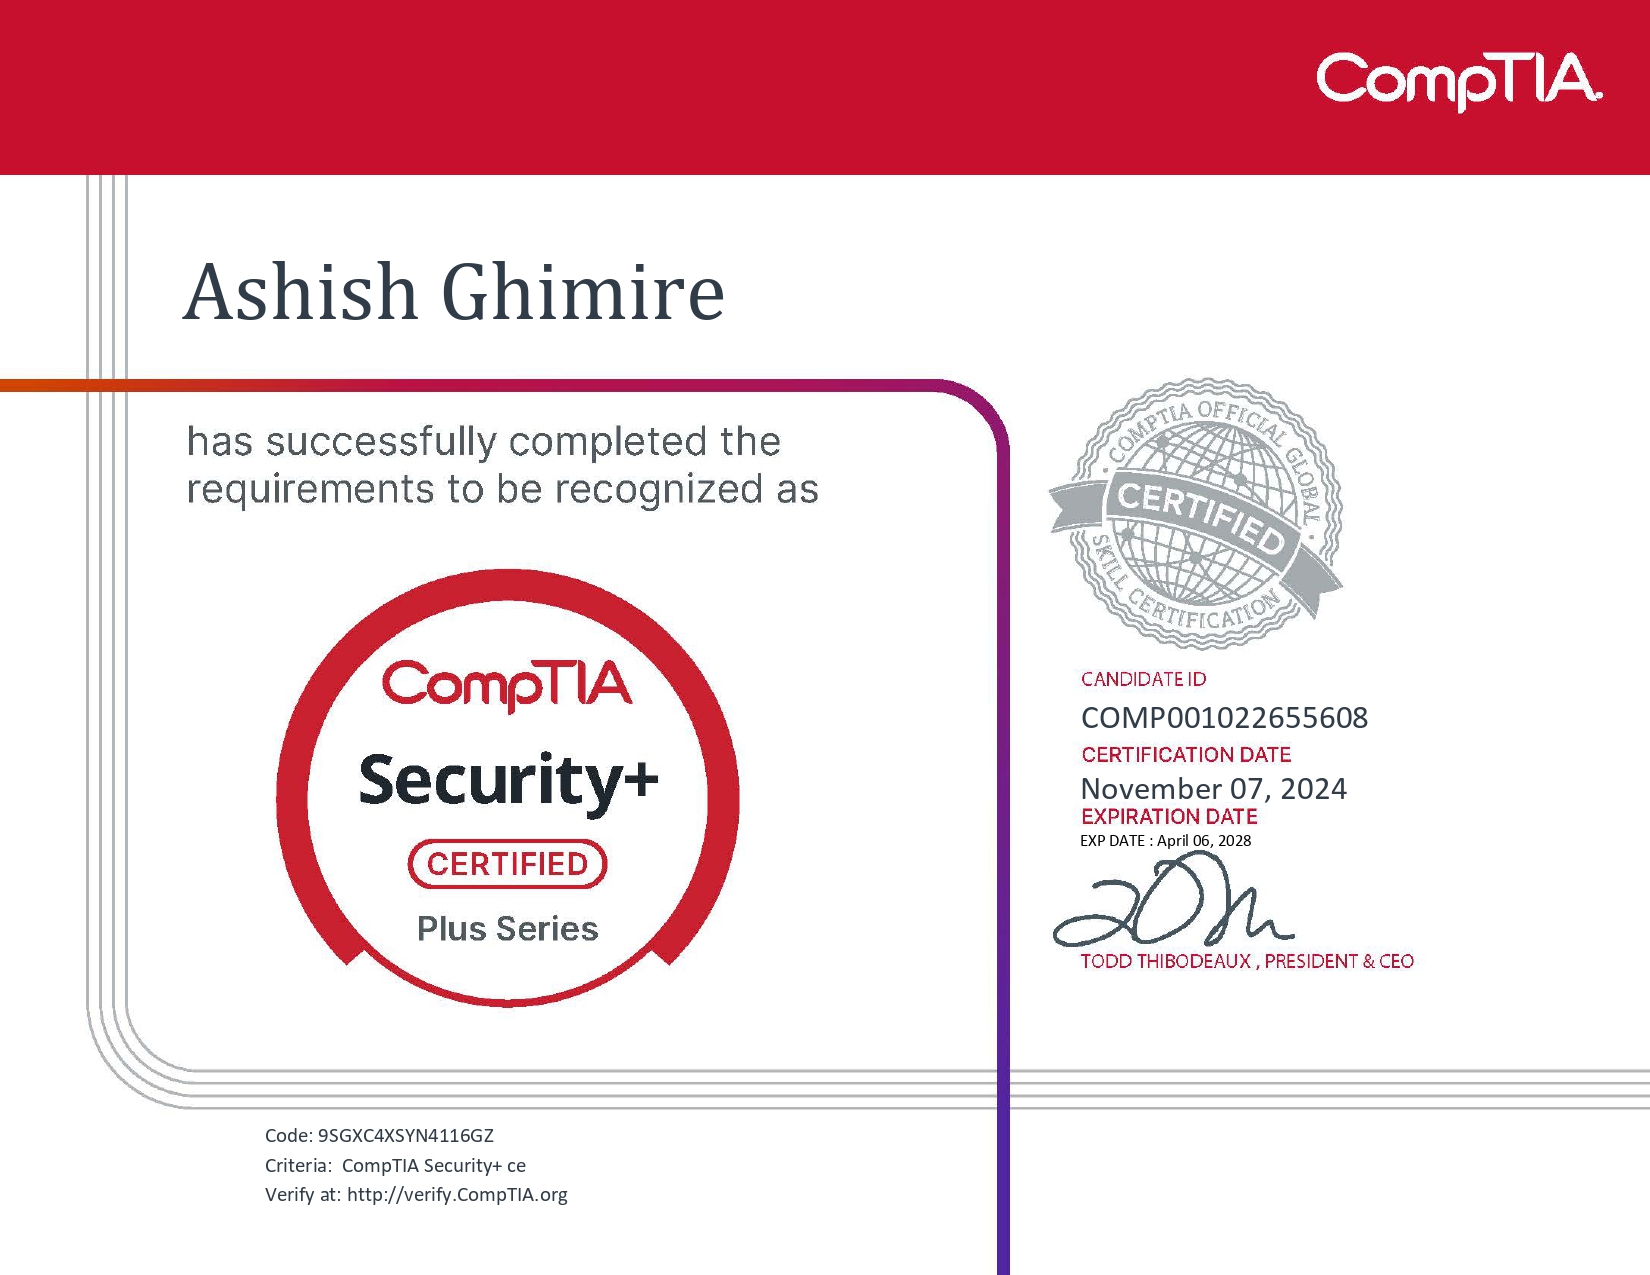 CompTIA.
Ashish Ghimire
has successfully completed the
requirements to be recognized as
CompTIA
Security+
CERTIFIED
Plus Series
COMPTIA OFFICIAL GLOBAL
CERTIFIED
SKILL CERTIFICATION
CANDIDATE ID
COMP001022655608
CERTIFICATION DATE
November 07, 2024
EXPIRATION DATE
EXP DATE : April 06, 2028
TODD THIBODEAUX , PRESIDENT & CEO
Code: 9SGXC4XSYN4116GZ
Criteria:  CompTIA Security+ ce
Verify at: http://verify.CompTIA.org